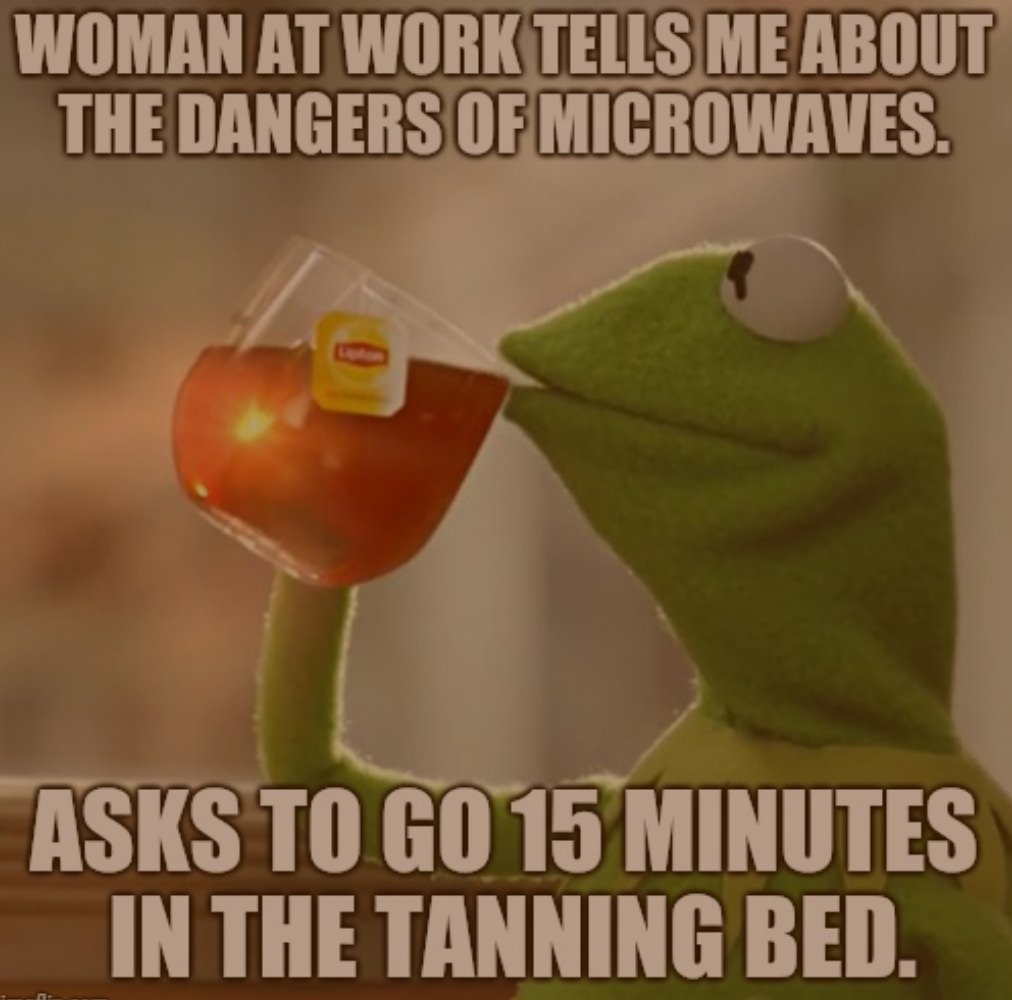 WOMAN AT WORK TELLS ME ABOUT
THE DANGERS OF MICROWAVES.
Lipton
ASKS TO GO 15 MINUTES
IN THE TANNING BED.